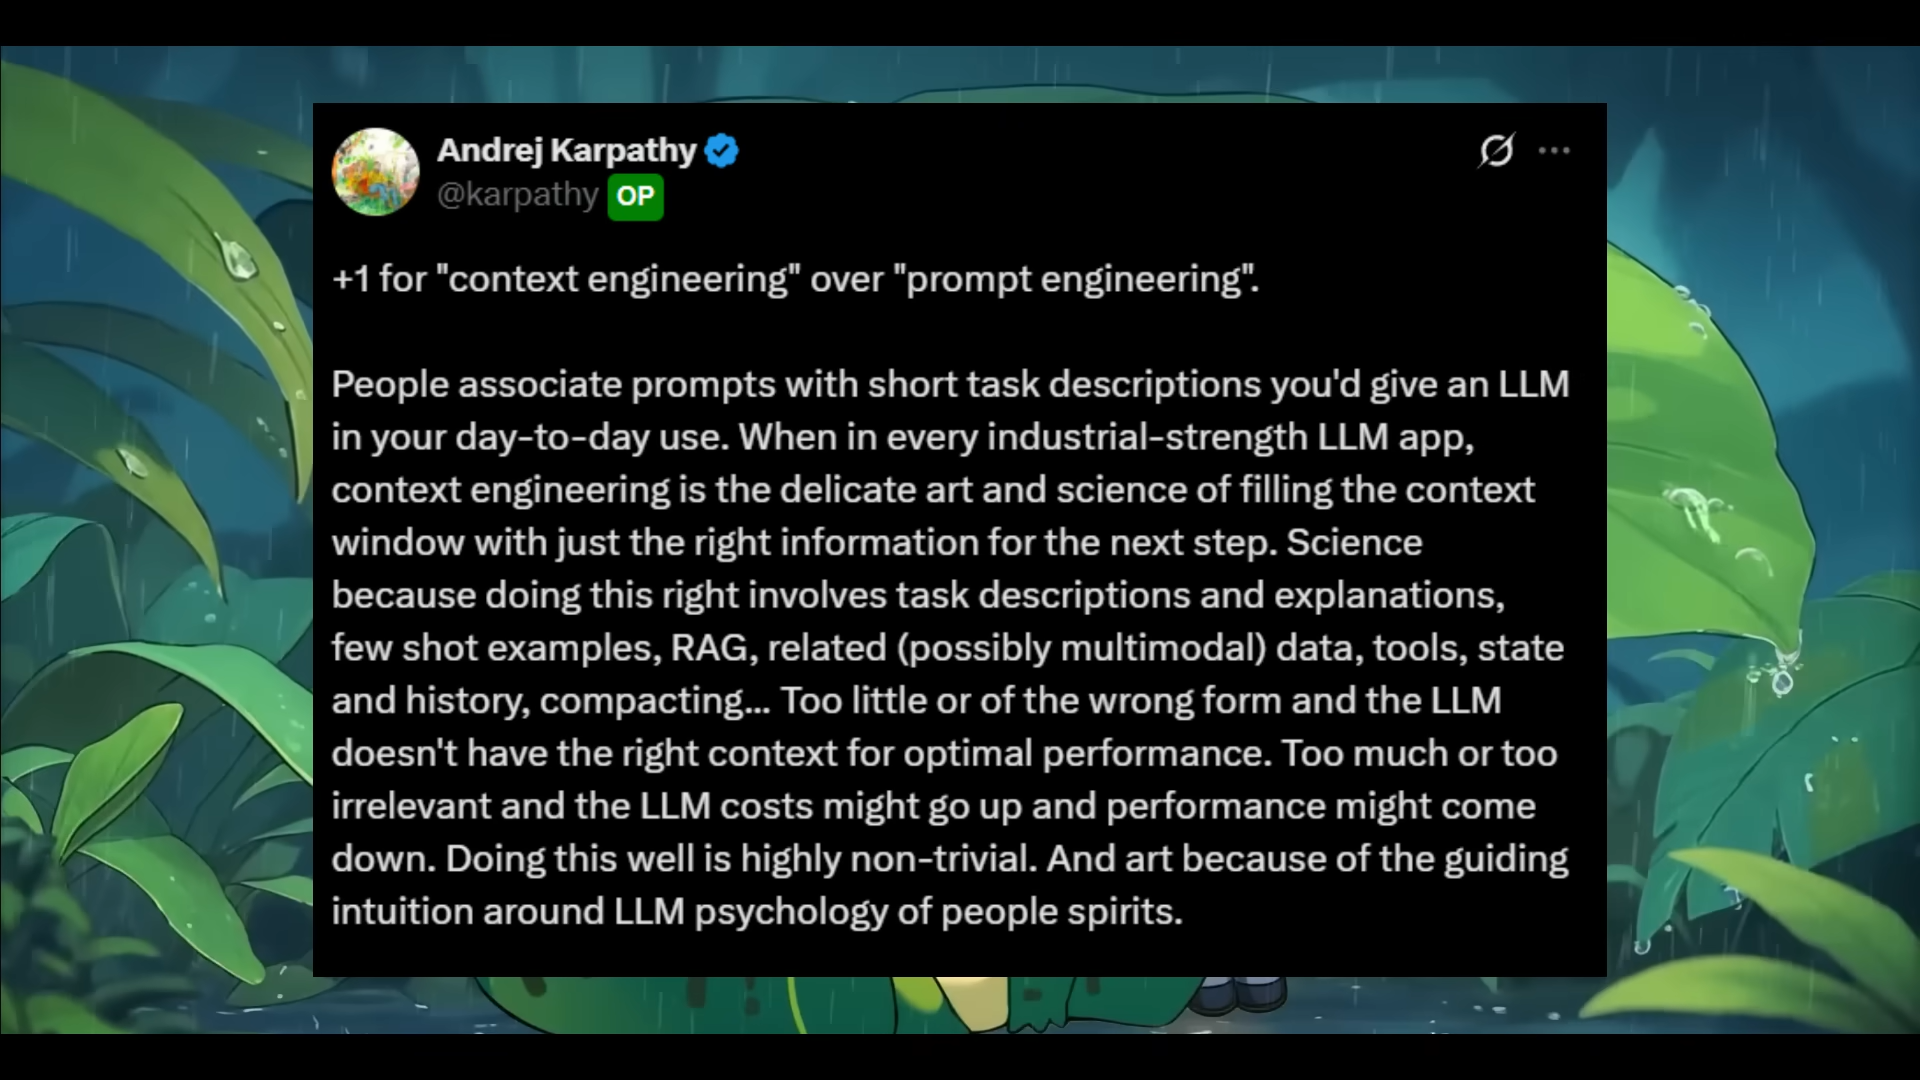 Andrej Karpathy
@karpathy OP
+1 for "context engineering" over "prompt engineering".
People associate prompts with short task descriptions you'd give an LLM
in your day-to-day use. When in every industrial-strength LLM app,
context engineering is the delicate art and science of filling the context
window with just the right information for the next step. Science
because doing this right involves task descriptions and explanations,
few shot examples, RAG, related (possibly multimodal) data, tools, state
and history, compacting... Too little or of the wrong form and the LLM
doesn't have the right context for optimal performance. Too much or too
irrelevant and the LLM costs might go up and performance might come
down. Doing this well is highly non-trivial. And art because of the guiding
intuition around LLM psychology of people spirits.